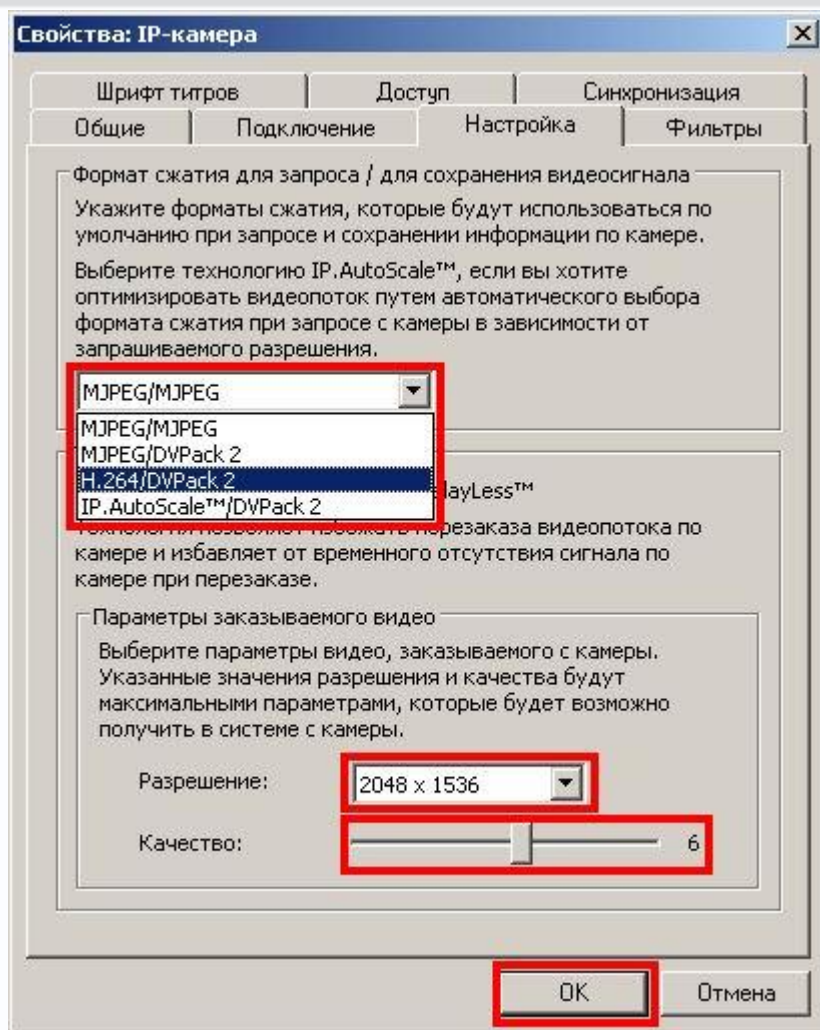 Свойства: IP-камера
Шрифт титров
Доступ
Синхронизация
Общие
Подключение
Настройка
Фильтры
Формат сжатия для запроса / для сохранения видеосигнала
Укажите форматы сжатия, которые будут использоваться по
умолчанию при запросе и сохранении информации по камере.
Выберите технологию IP.AutoScale™, если вы хотите
оптимизировать видеопоток путем автоматического выбора
формата сжатия при запросе с камеры в зависимости от
запрашиваемого разрешения.
MJPEG/MJPEG
MJPEG/MJPEG
MJPEG/DVPack 2
H.264/DVPack 2
IP.AutoScale™/DVPack 2
layLess™
перезаказа видеопотока по
камере и избавляет от временного отсутствия сигнала по
камере при перезаказе.
Параметры заказываемого видео
Выберите параметры видео, заказываемого с камеры.
Указанные значения разрешения и качества будут
максимальными параметрами, которые будет возможно
получить в системе с камеры.
Разрешение:
2048 x 1536
Качество:
6
OK
Отмена